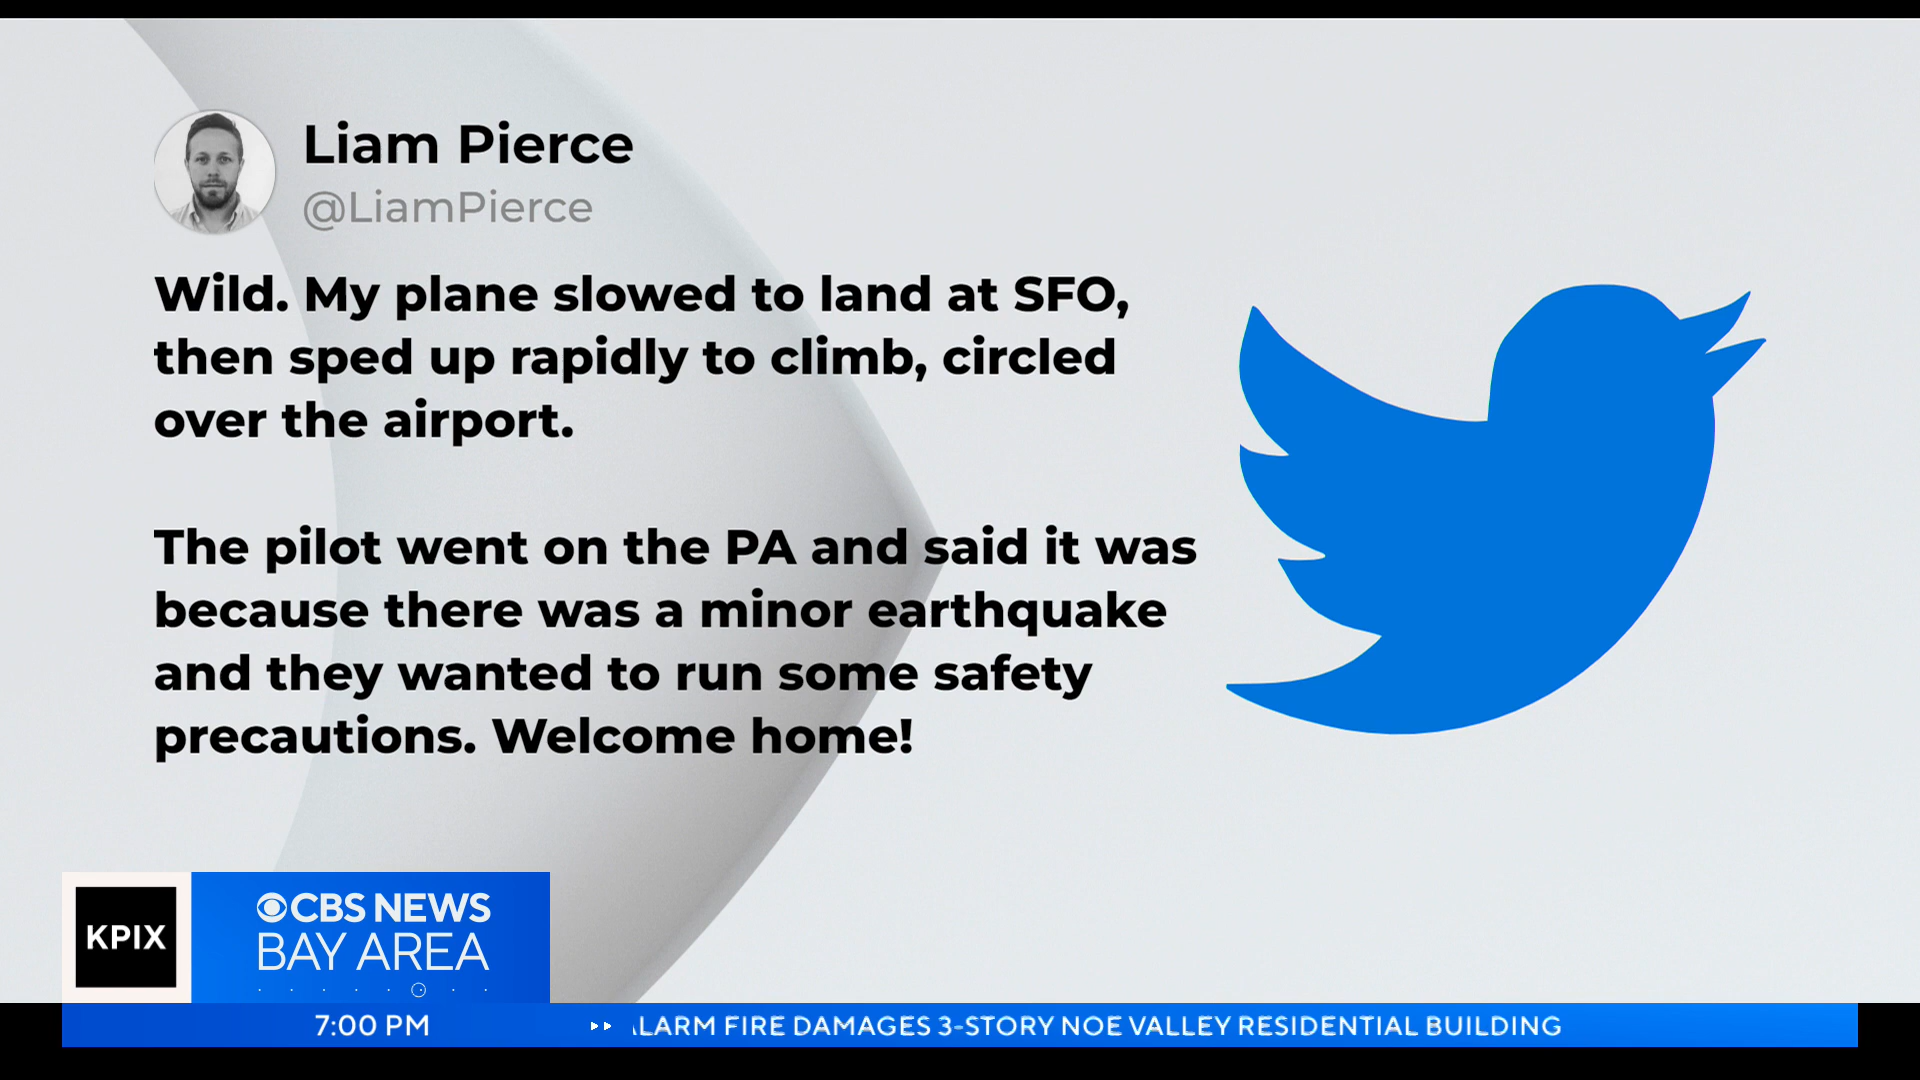 Liam Pierce
@LiamPierce
Wild. My plane slowed to land at SFO,
then sped up rapidly to climb, circled
over the airport.
The pilot went on the PA and said it was
because there was a minor earthquake
and they wanted to run some safety
precautions. Welcome home!
KPIX
CBS NEWS
BAY AREA
7:00 PM
FIRE DAMAGES 3-STORY NOE VALLEY RESIDENTIAL BUILDING